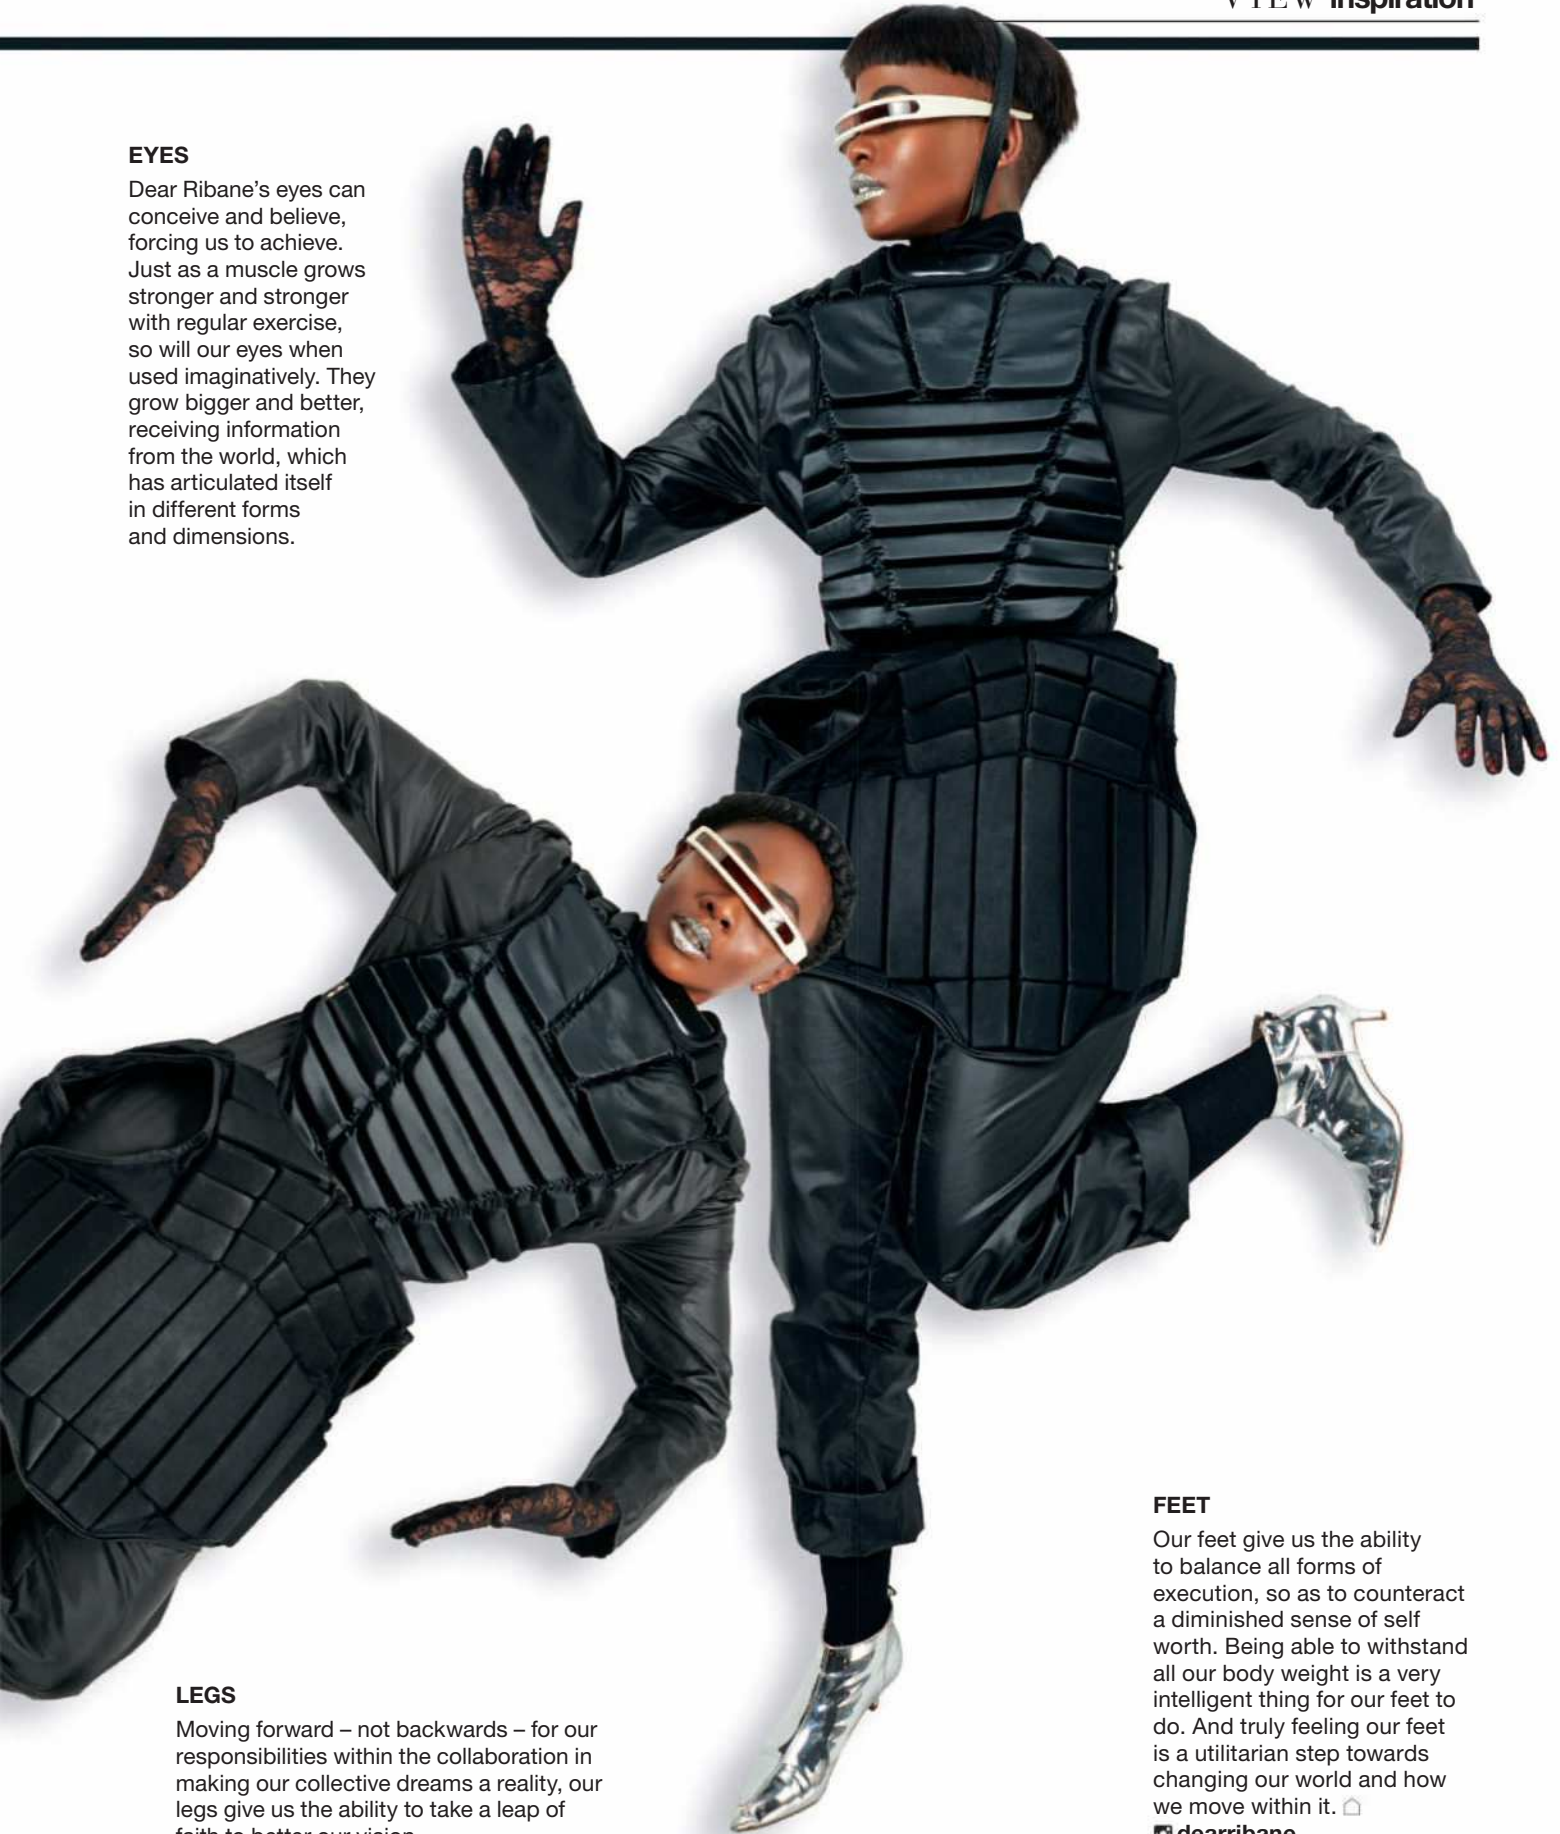 VIEW inspiration
EYES
Dear Ribane’s eyes can
conceive and believe,
forcing us to achieve.
Just as a muscle grows
stronger and stronger
with regular exercise,
so will our eyes when
used imaginatively. They
grow bigger and better,
receiving information
from the world, which
has articulated itself
in different forms
and dimensions.
LEGS
Moving forward – not backwards – for our
responsibilities within the collaboration in
making our collective dreams a reality, our
legs give us the ability to take a leap of
faith to better our vision
FEET
Our feet give us the ability
to balance all forms of
execution, so as to counteract
a diminished sense of self
worth. Being able to withstand
all our body weight is a very
intelligent thing for our feet to
do. And truly feeling our feet
is a utilitarian step towards
changing our world and how
we move within it.
dearribane